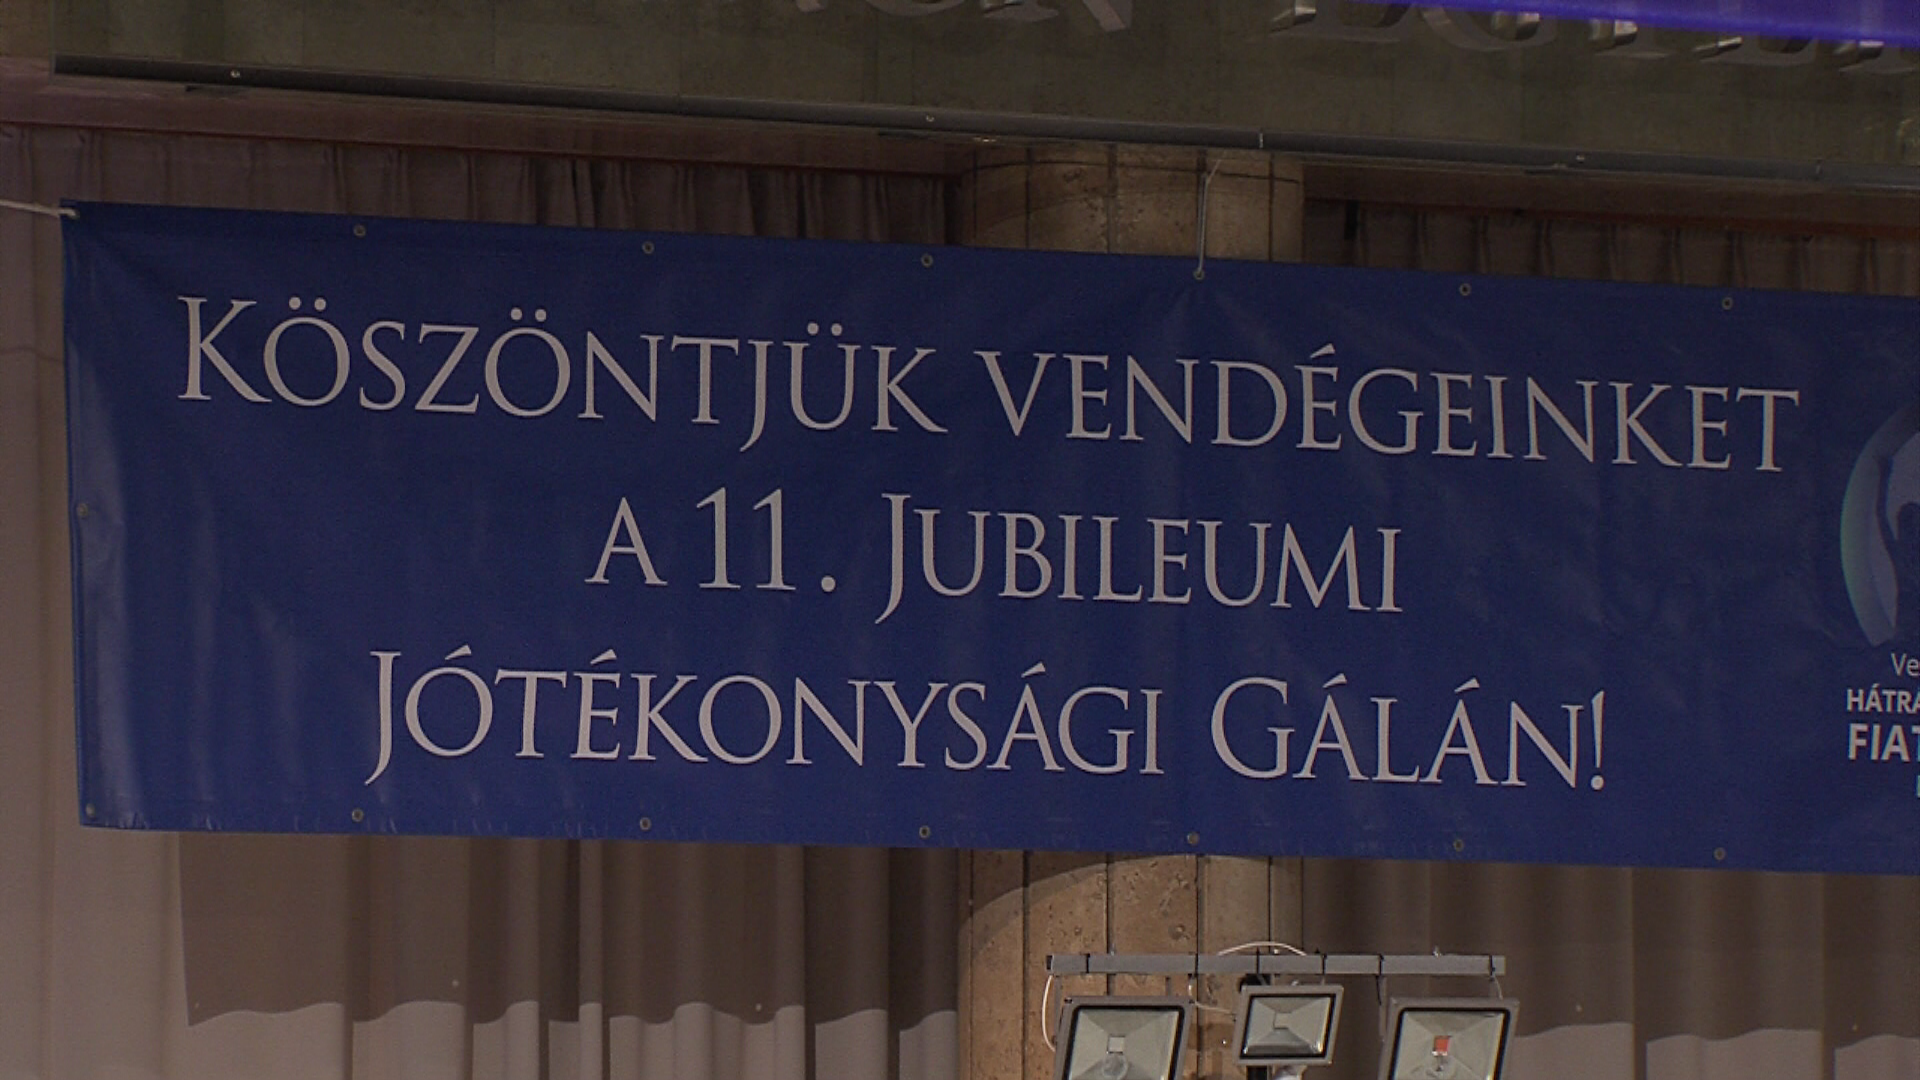 KÖSZÖNTJÜK VENDÉGEINKET
A 11. JUBILEUMI
JÓTÉKONYSÁGI GÁLÁN!